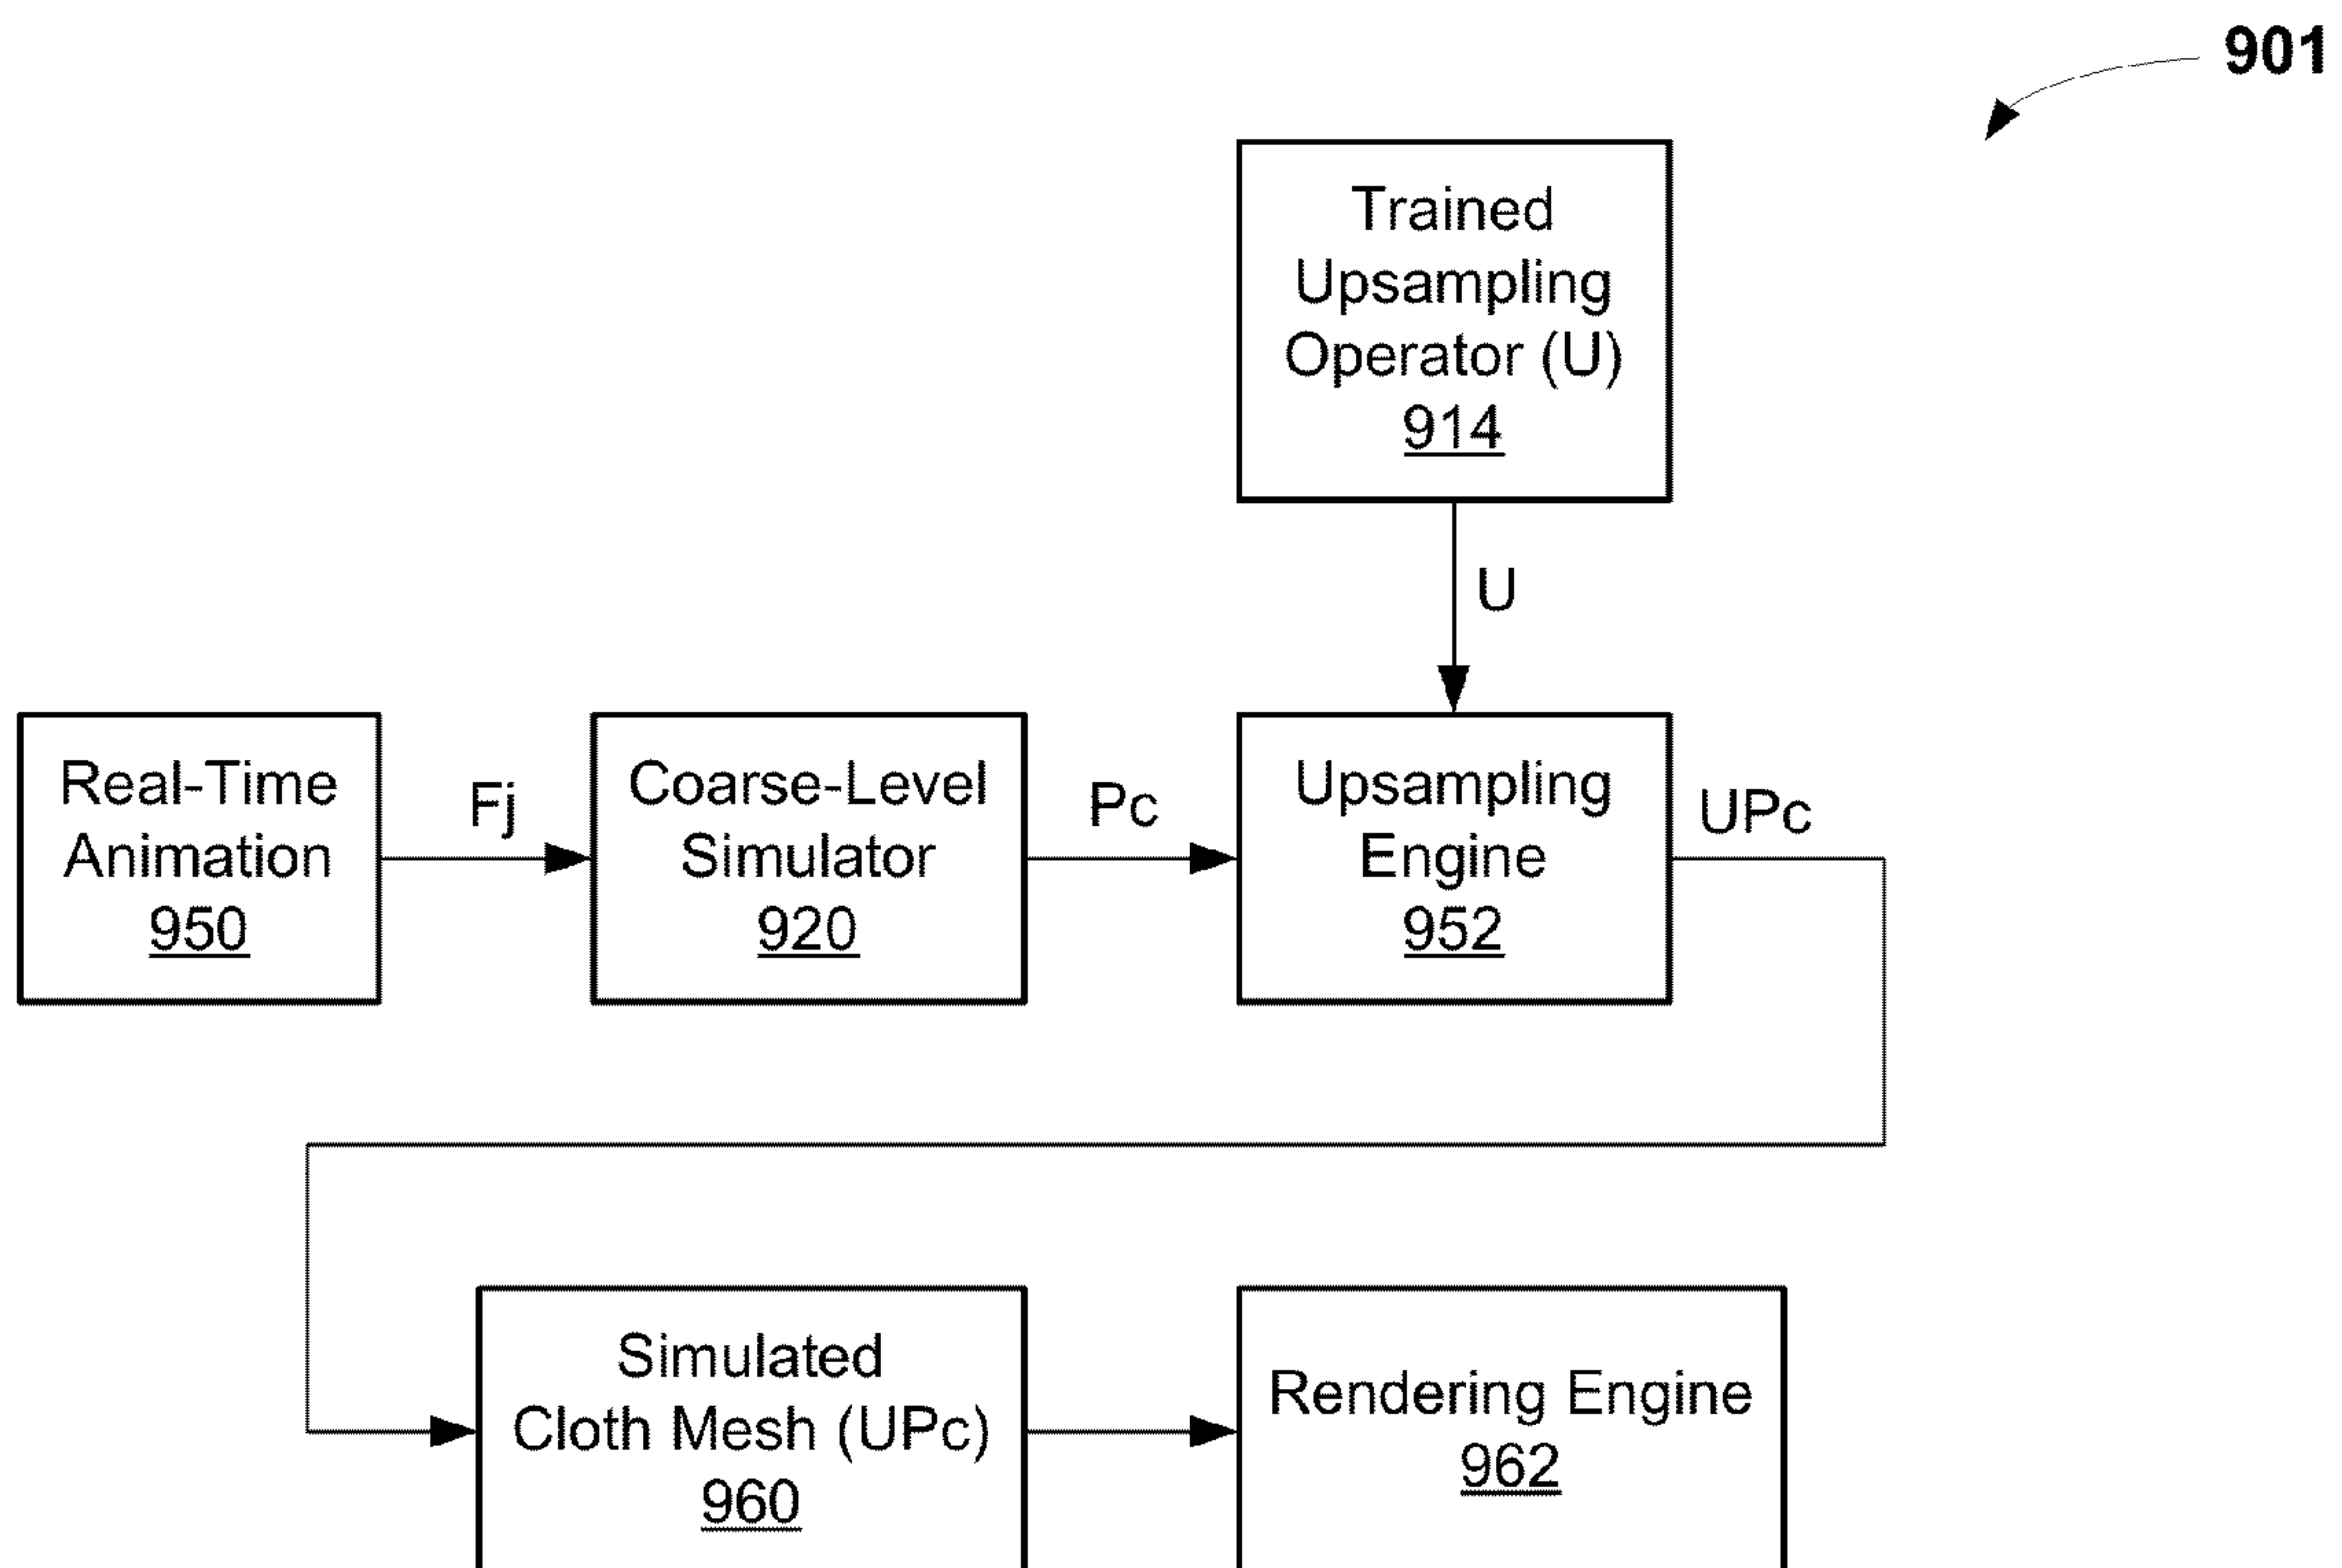 901
Trained
Upsampling
Operator (U)
914
U
Real-Time
Animation
950
Fj
Coarse-Level
Simulator
920
Pc
Upsampling
Engine
952
UPc
Simulated
Cloth Mesh (UPc)
960
Rendering Engine
962